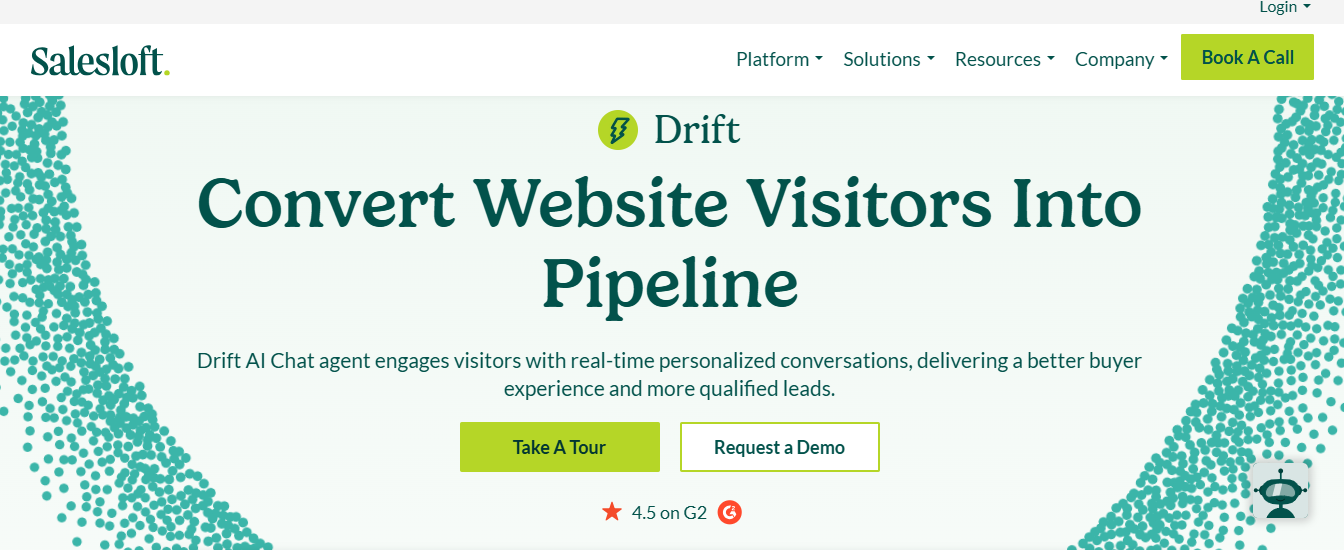 Login
Salesloft.
Platform
Solutions
Resources
Company
Book A Call
Drift
Convert Website Visitors Into
Pipeline
Drift AI Chat agent engages visitors with real-time personalized conversations, delivering a better buyer
experience and more qualified leads.
Take A Tour
Request a Demo
4.5 on G2